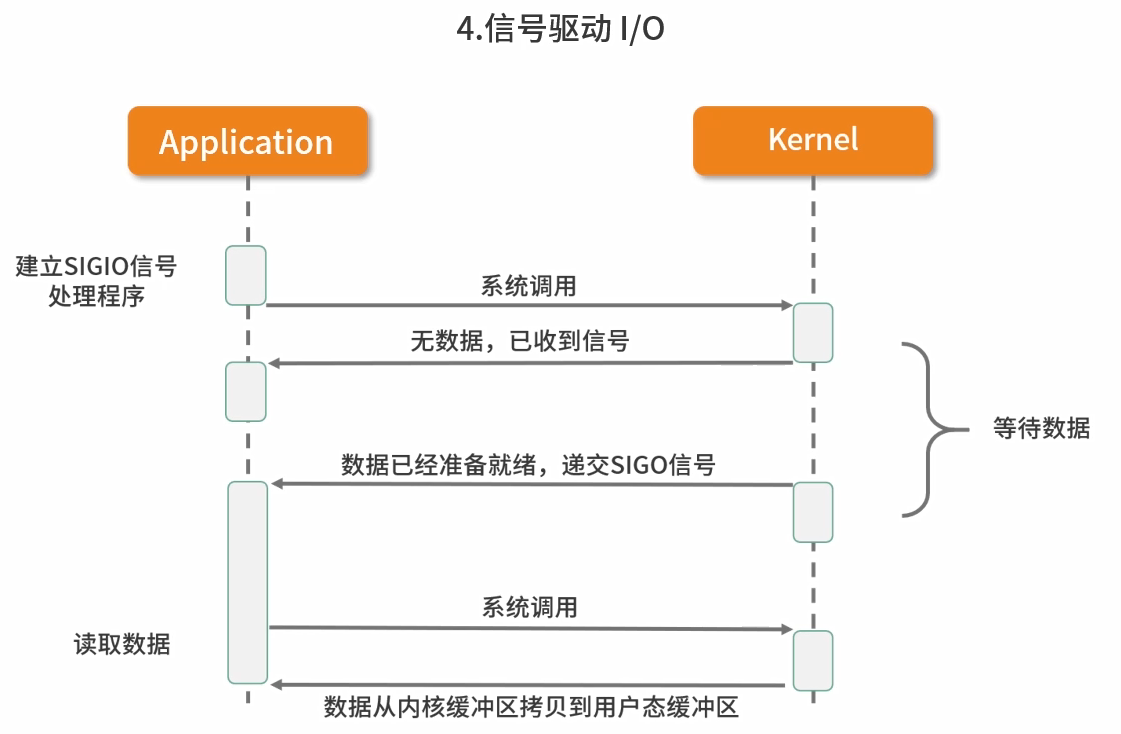 4.信号驱动 I/O
Application
Kernel
建立SIGIO信号
处理程序
系统调用
无数据，已收到信号
等待数据
数据已经准备就绪，递交SIGO信号
系统调用
读取数据
数据从内核缓冲区拷贝到用户态缓冲区